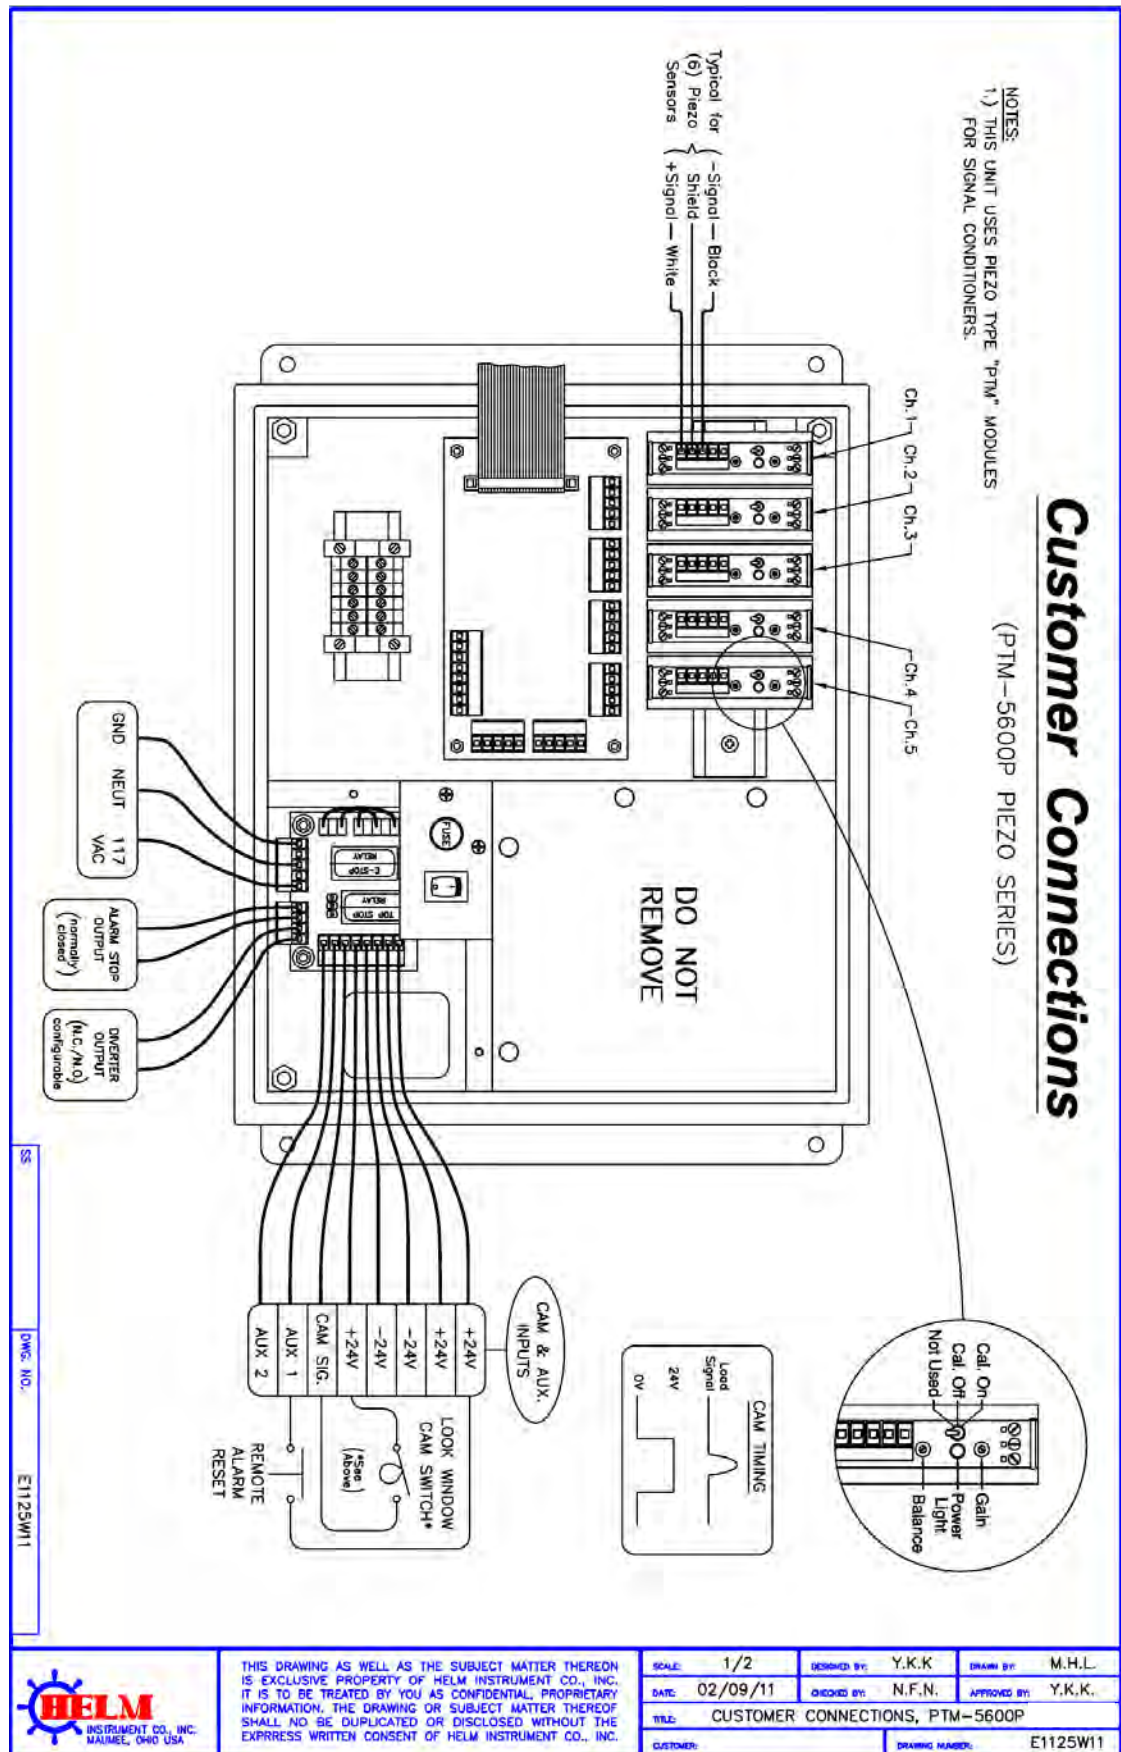 Customer Connections
(PTM-5600P PIEZO SERIES)
NOTES:
1.) THIS UNIT USES PIEZO TYPE "PTM" MODULES
FOR SIGNAL CONDITIONERS.
Typical for
(6) Piezo
Sensors
-Signal
Black
Shield
+Signal
White
Ch.1
Ch.2
Ch.3
Ch.4
Ch.5
Cal. On
Cal. Off
Not Used
Gain
Power
Light
Balance
DO NOT
REMOVE
FUSE
E-STOP
RELAY
TOP STOP
RELAY
GND
NEUT
117
VAC
ALARM STOP
OUTPUT
(normally
closed)
DIVERTER
OUTPUT
(N.C./N.O)
configurable
CAM & AUX.
INPUTS
+24V
+24V
-24V
-24V
+24V
CAM SIG.
AUX 1
AUX 2
LOOK WINDOW
CAM SWITCH*
(*See
Above)
REMOTE
ALARM
RESET
CAM TIMING
Load
Signal
24V
0V
SS
DWG. NO.
E1125W11
HELM
INSTRUMENT CO., INC.
MAUMEE, OHIO USA
THIS DRAWING AS WELL AS THE SUBJECT MATTER THEREON
IS EXCLUSIVE PROPERTY OF HELM INSTRUMENT CO., INC.
IT IS TO BE TREATED BY YOU AS CONFIDENTIAL, PROPRIETARY
INFORMATION. THE DRAWING OR SUBJECT MATTER THEREOF
SHALL NO BE DUPLICATED OR DISCLOSED WITHOUT THE
EXPRRESS WRITTEN CONSENT OF HELM INSTRUMENT CO., INC.
SCALE: 1/2
DESIGNED BY: Y.K.K
DRAWN BY: M.H.L.
DATE: 02/09/11
CHECKED BY: N.F.N.
APPROVED BY: Y.K.K.
TITLE: CUSTOMER CONNECTIONS, PTM-5600P
CUSTOMER:
DRAWING NUMBER: E1125W11